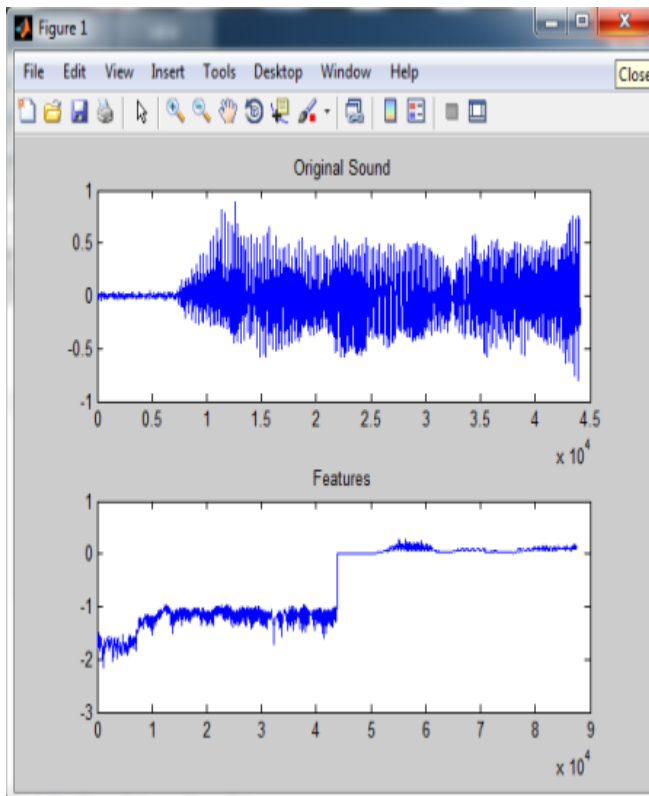 Figure 1
File Edit View Insert Tools Desktop Window Help
Close
Original Sound
1
0.5
0
-0.5
-1
0 0.5 1 1.5 2 2.5 3 3.5 4 4.5
x 10^4
Features
1
0
-1
-2
-3
0 1 2 3 4 5 6 7 8 9
x 10^4